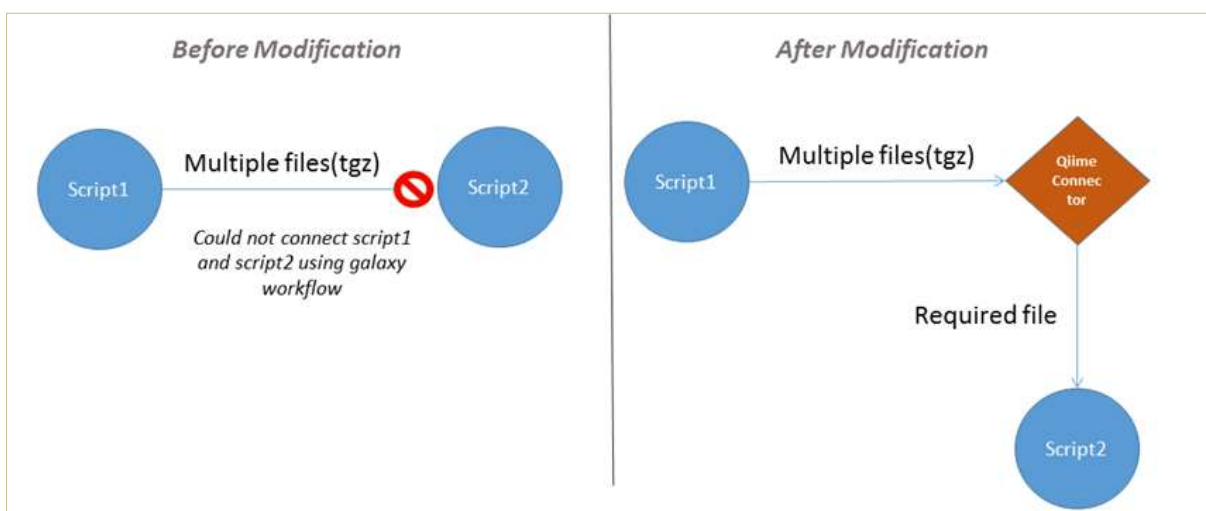 Before Modification
Script1
Multiple files(tgz)
Script2
Could not connect script1
and script2 using galaxy
workflow
After Modification
Script1
Multiple files(tgz)
Qiime
Connec
tor
Required file
Script2